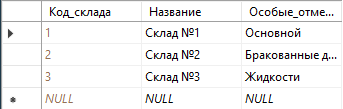 Код_склада Название Особые_отме...
1 Склад №1 Основной
2 Склад №2 Бракованные д...
3 Склад №3 Жидкости
NULL NULL NULL